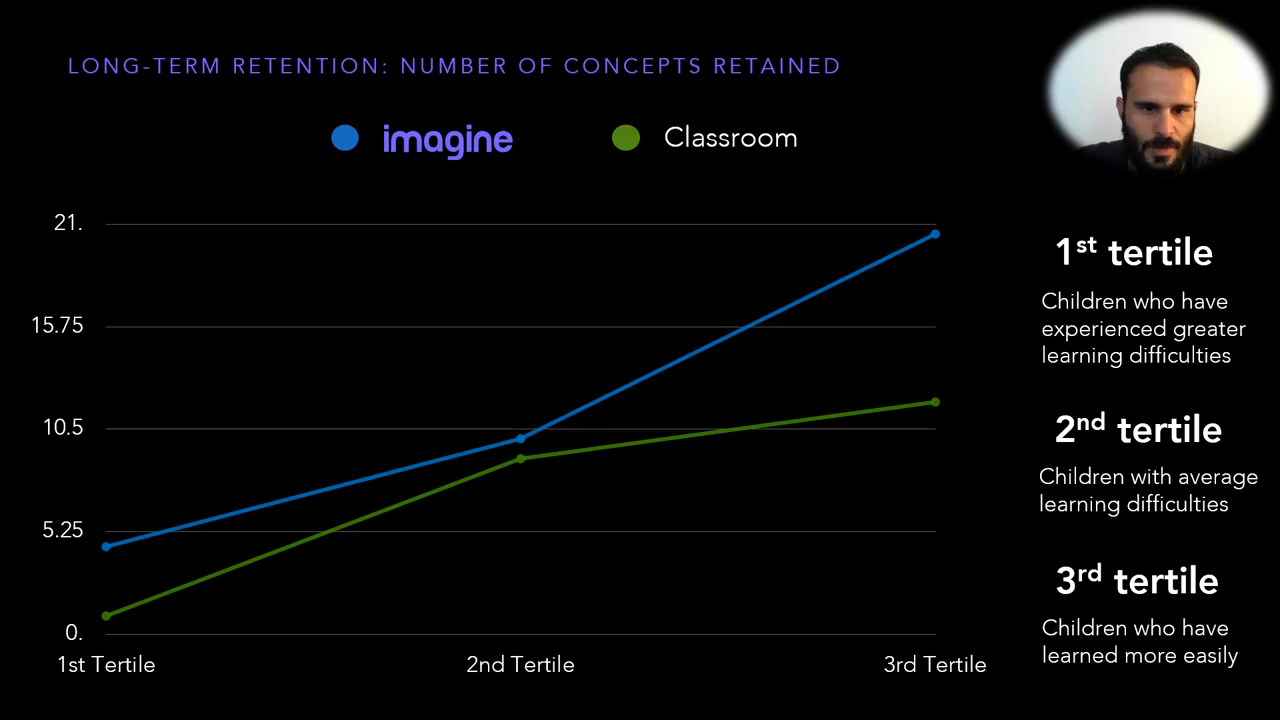 LONG-TERM RETENTION: NUMBER OF CONCEPTS RETAINED
imagine
Classroom
21.
15.75
10.5
5.25
0.
1st Tertile
2nd Tertile
3rd Tertile
1st tertile
Children who have
experienced greater
learning difficulties
2nd tertile
Children with average
learning difficulties
3rd tertile
Children who have
learned more easily